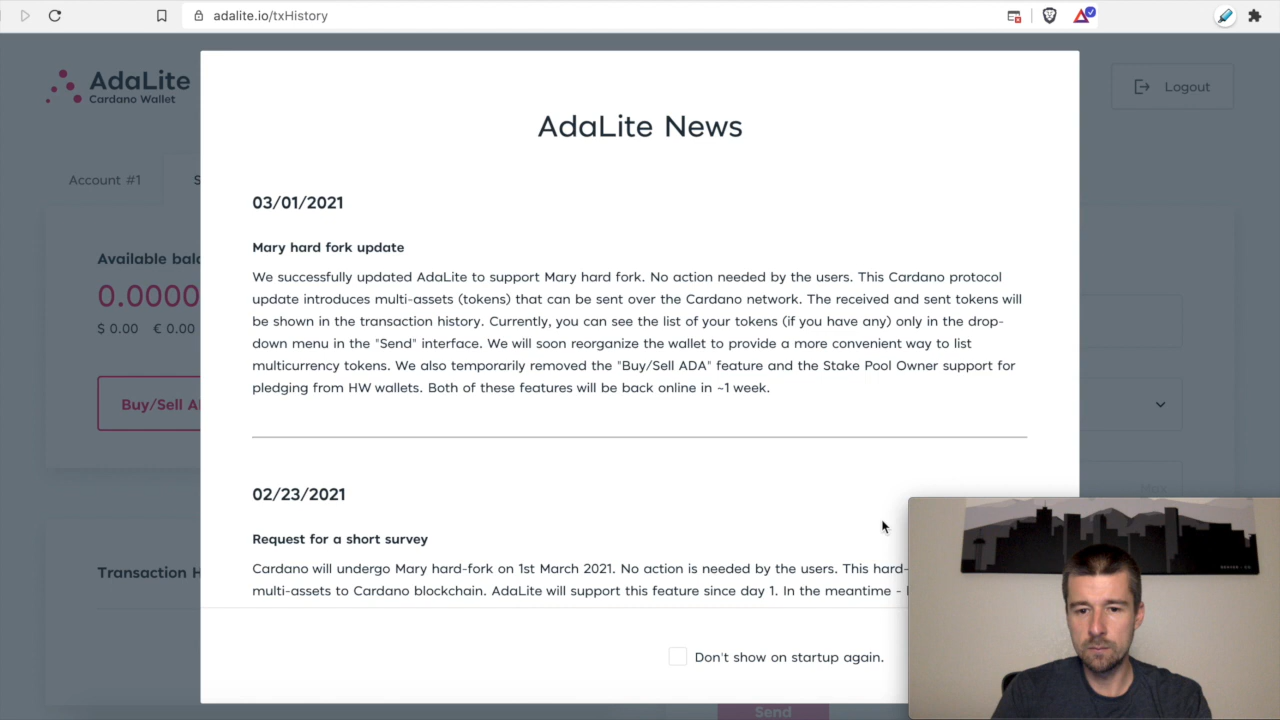 adalite.io/txHistory
AdaLite
Cardano Wallet
Logout
Account #1
S
AdaLite News
03/01/2021
Mary hard fork update
We successfully updated AdaLite to support Mary hard fork. No action needed by the users. This Cardano protocol
update introduces multi-assets (tokens) that can be sent over the Cardano network. The received and sent tokens will
be shown in the transaction history. Currently, you can see the list of your tokens (if you have any) only in the drop-
down menu in the "Send" interface. We will soon reorganize the wallet to provide a more convenient way to list
multicurrency tokens. We also temporarily removed the "Buy/Sell ADA" feature and the Stake Pool Owner support for
pledging from HW wallets. Both of these features will be back online in ~1 week.
Available bala
0.0000
$ 0.00 € 0.00
Buy/Sell A
Max
02/23/2021
Request for a short survey
Cardano will undergo Mary hard-fork on 1st March 2021. No action is needed by the users. This hard-
multi-assets to Cardano blockchain. AdaLite will support this feature since day 1. In the meantime -
Transaction H
Don't show on startup again.
Send
DENVER - CO